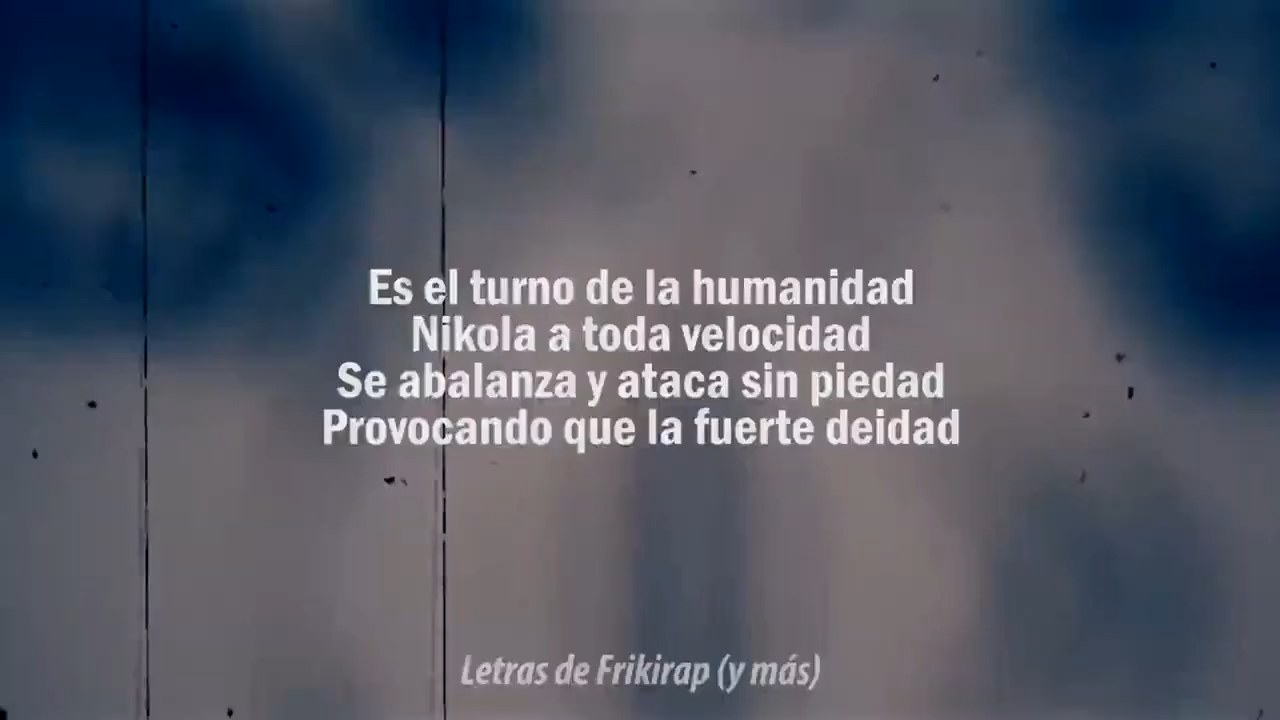 Es el turno de la humanidad
Nikola a toda velocidad
Se abalanza y ataca sin piedad
Provocando que la fuerte deidad
Letras de Frikirap (y más)